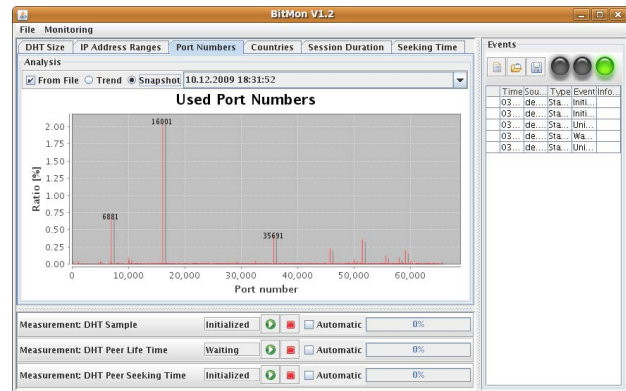 BitMon V1.2
File Monitoring
DHT Size IP Address Ranges Port Numbers Countries Session Duration Seeking Time
Analysis
From File Trend Snapshot 10.12.2009 18:31:52
Used Port Numbers
16001
6881
35691
2.00
1.75
1.50
1.25
1.00
0.75
0.50
0.25
0.00
Ratio [%]
0 10,000 20,000 30,000 40,000 50,000 60,000
Port number
Measurement: DHT Sample Initialized Automatic 0%
Measurement: DHT Peer Life Time Waiting Automatic 0%
Measurement: DHT Peer Seeking Time Initialized Automatic 0%
Events
Time Sou... Type Event Info...
03... de.... Sta... Initi...
03... de.... Sta... Initi...
03... de.... Sta... Uni...
03... de.... Sta... Wa...
03... de.... Sta... Uni...